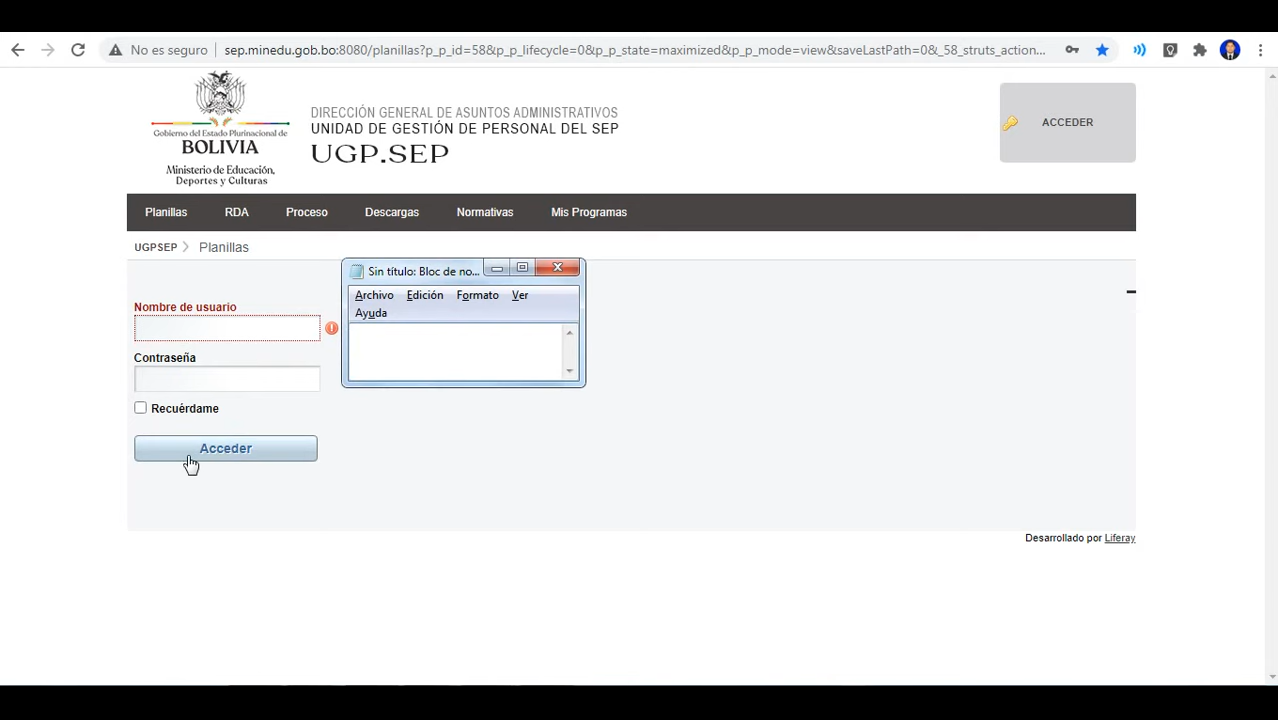 No es seguro
sep.minedu.gob.bo:8080/planillas?p_p_id=58&p_p_lifecycle=0&p_p_state=maximized&p_p_mode=view&saveLastPath=0&_58_struts_action...
Gobierno del Estado Plurinacional de
BOLIVIA
Ministerio de Educación,
Deportes y Culturas
DIRECCIÓN GENERAL DE ASUNTOS ADMINISTRATIVOS
UNIDAD DE GESTIÓN DE PERSONAL DEL SEP
UGP.SEP
ACCEDER
Planillas RDA Proceso Descargas Normativas Mis Programas
UGPSEP Planillas
Sin título: Bloc de no...
Archivo Edición Formato Ver
Ayuda
Nombre de usuario
Contraseña
Recuérdame
Acceder
Desarrollado por Liferay